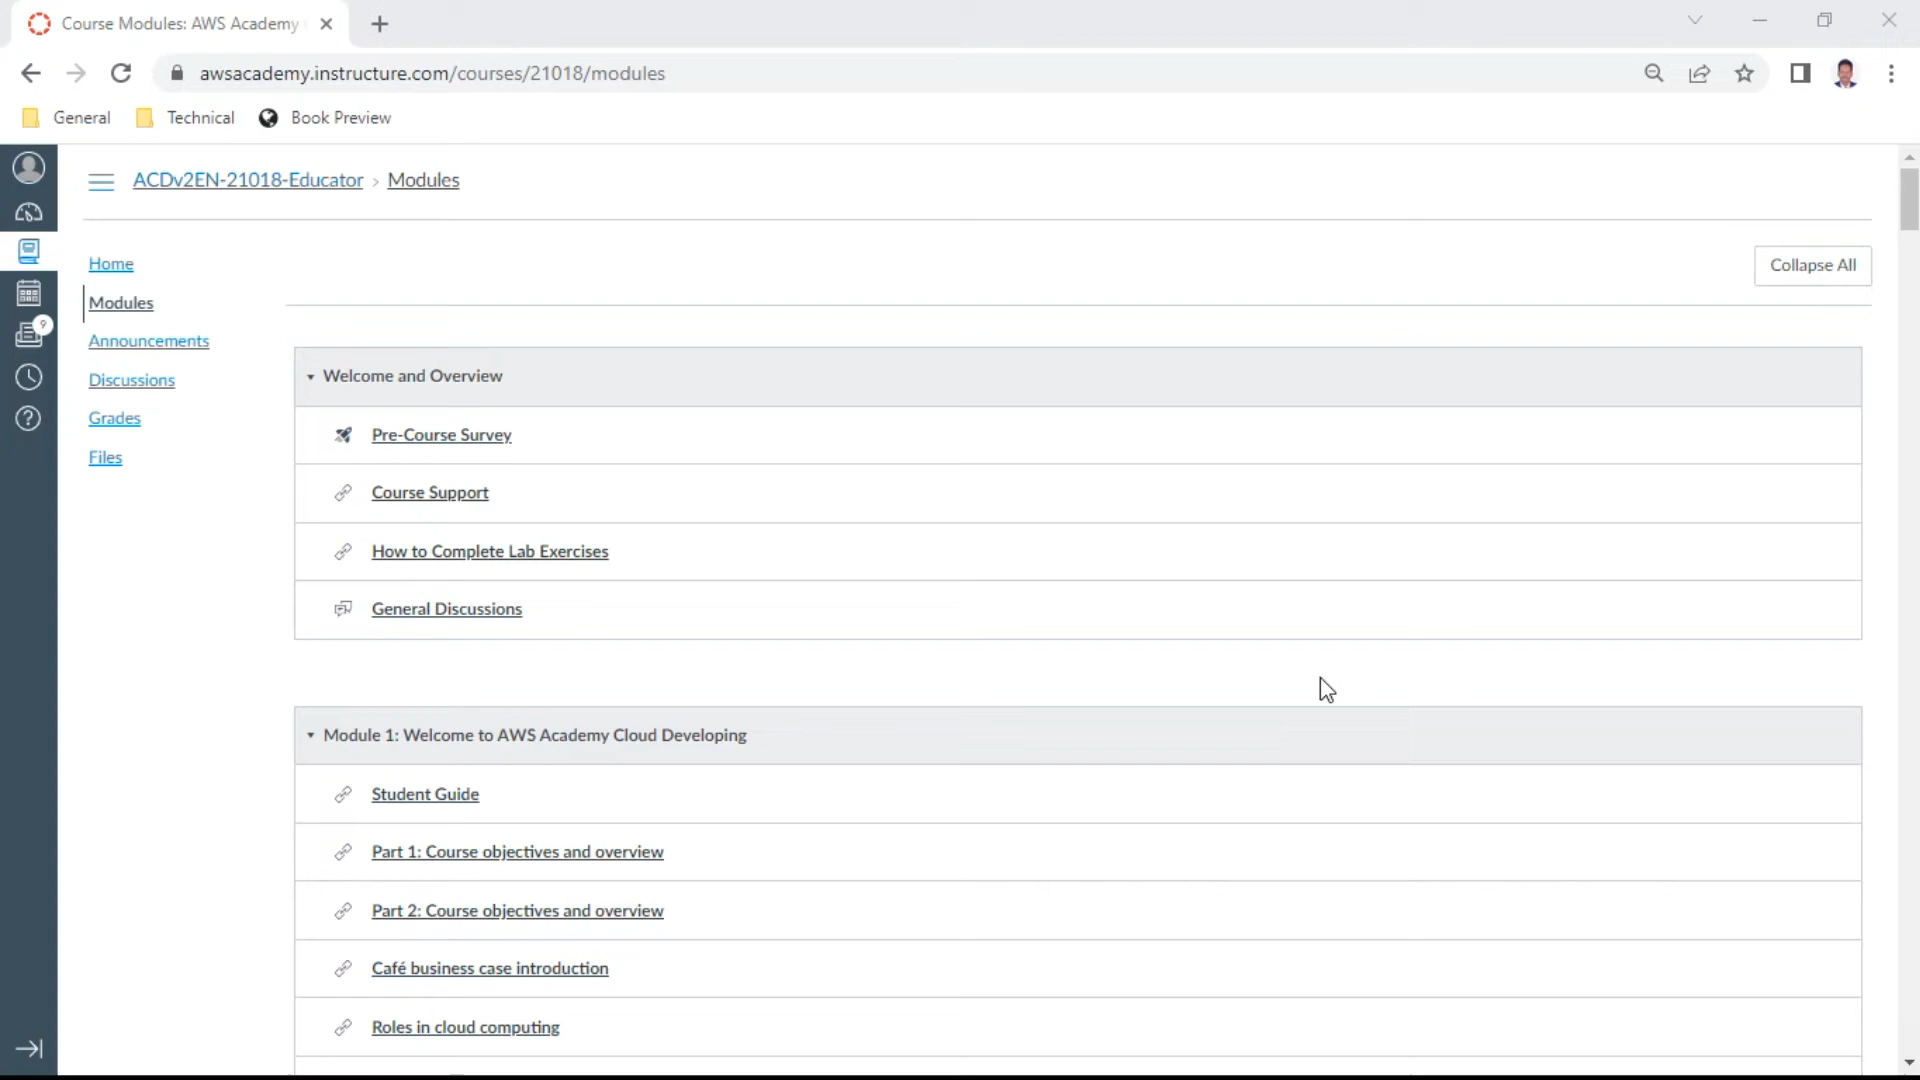 Course Modules: AWS Academy
awsacademy.instructure.com/courses/21018/modules
General Technical Book Preview
ACDv2EN-21018-Educator > Modules
Home
Modules
Announcements
Discussions
Grades
Files
9
Collapse All
Welcome and Overview
Pre-Course Survey
Course Support
How to Complete Lab Exercises
General Discussions
Module 1: Welcome to AWS Academy Cloud Developing
Student Guide
Part 1: Course objectives and overview
Part 2: Course objectives and overview
Café business case introduction
Roles in cloud computing